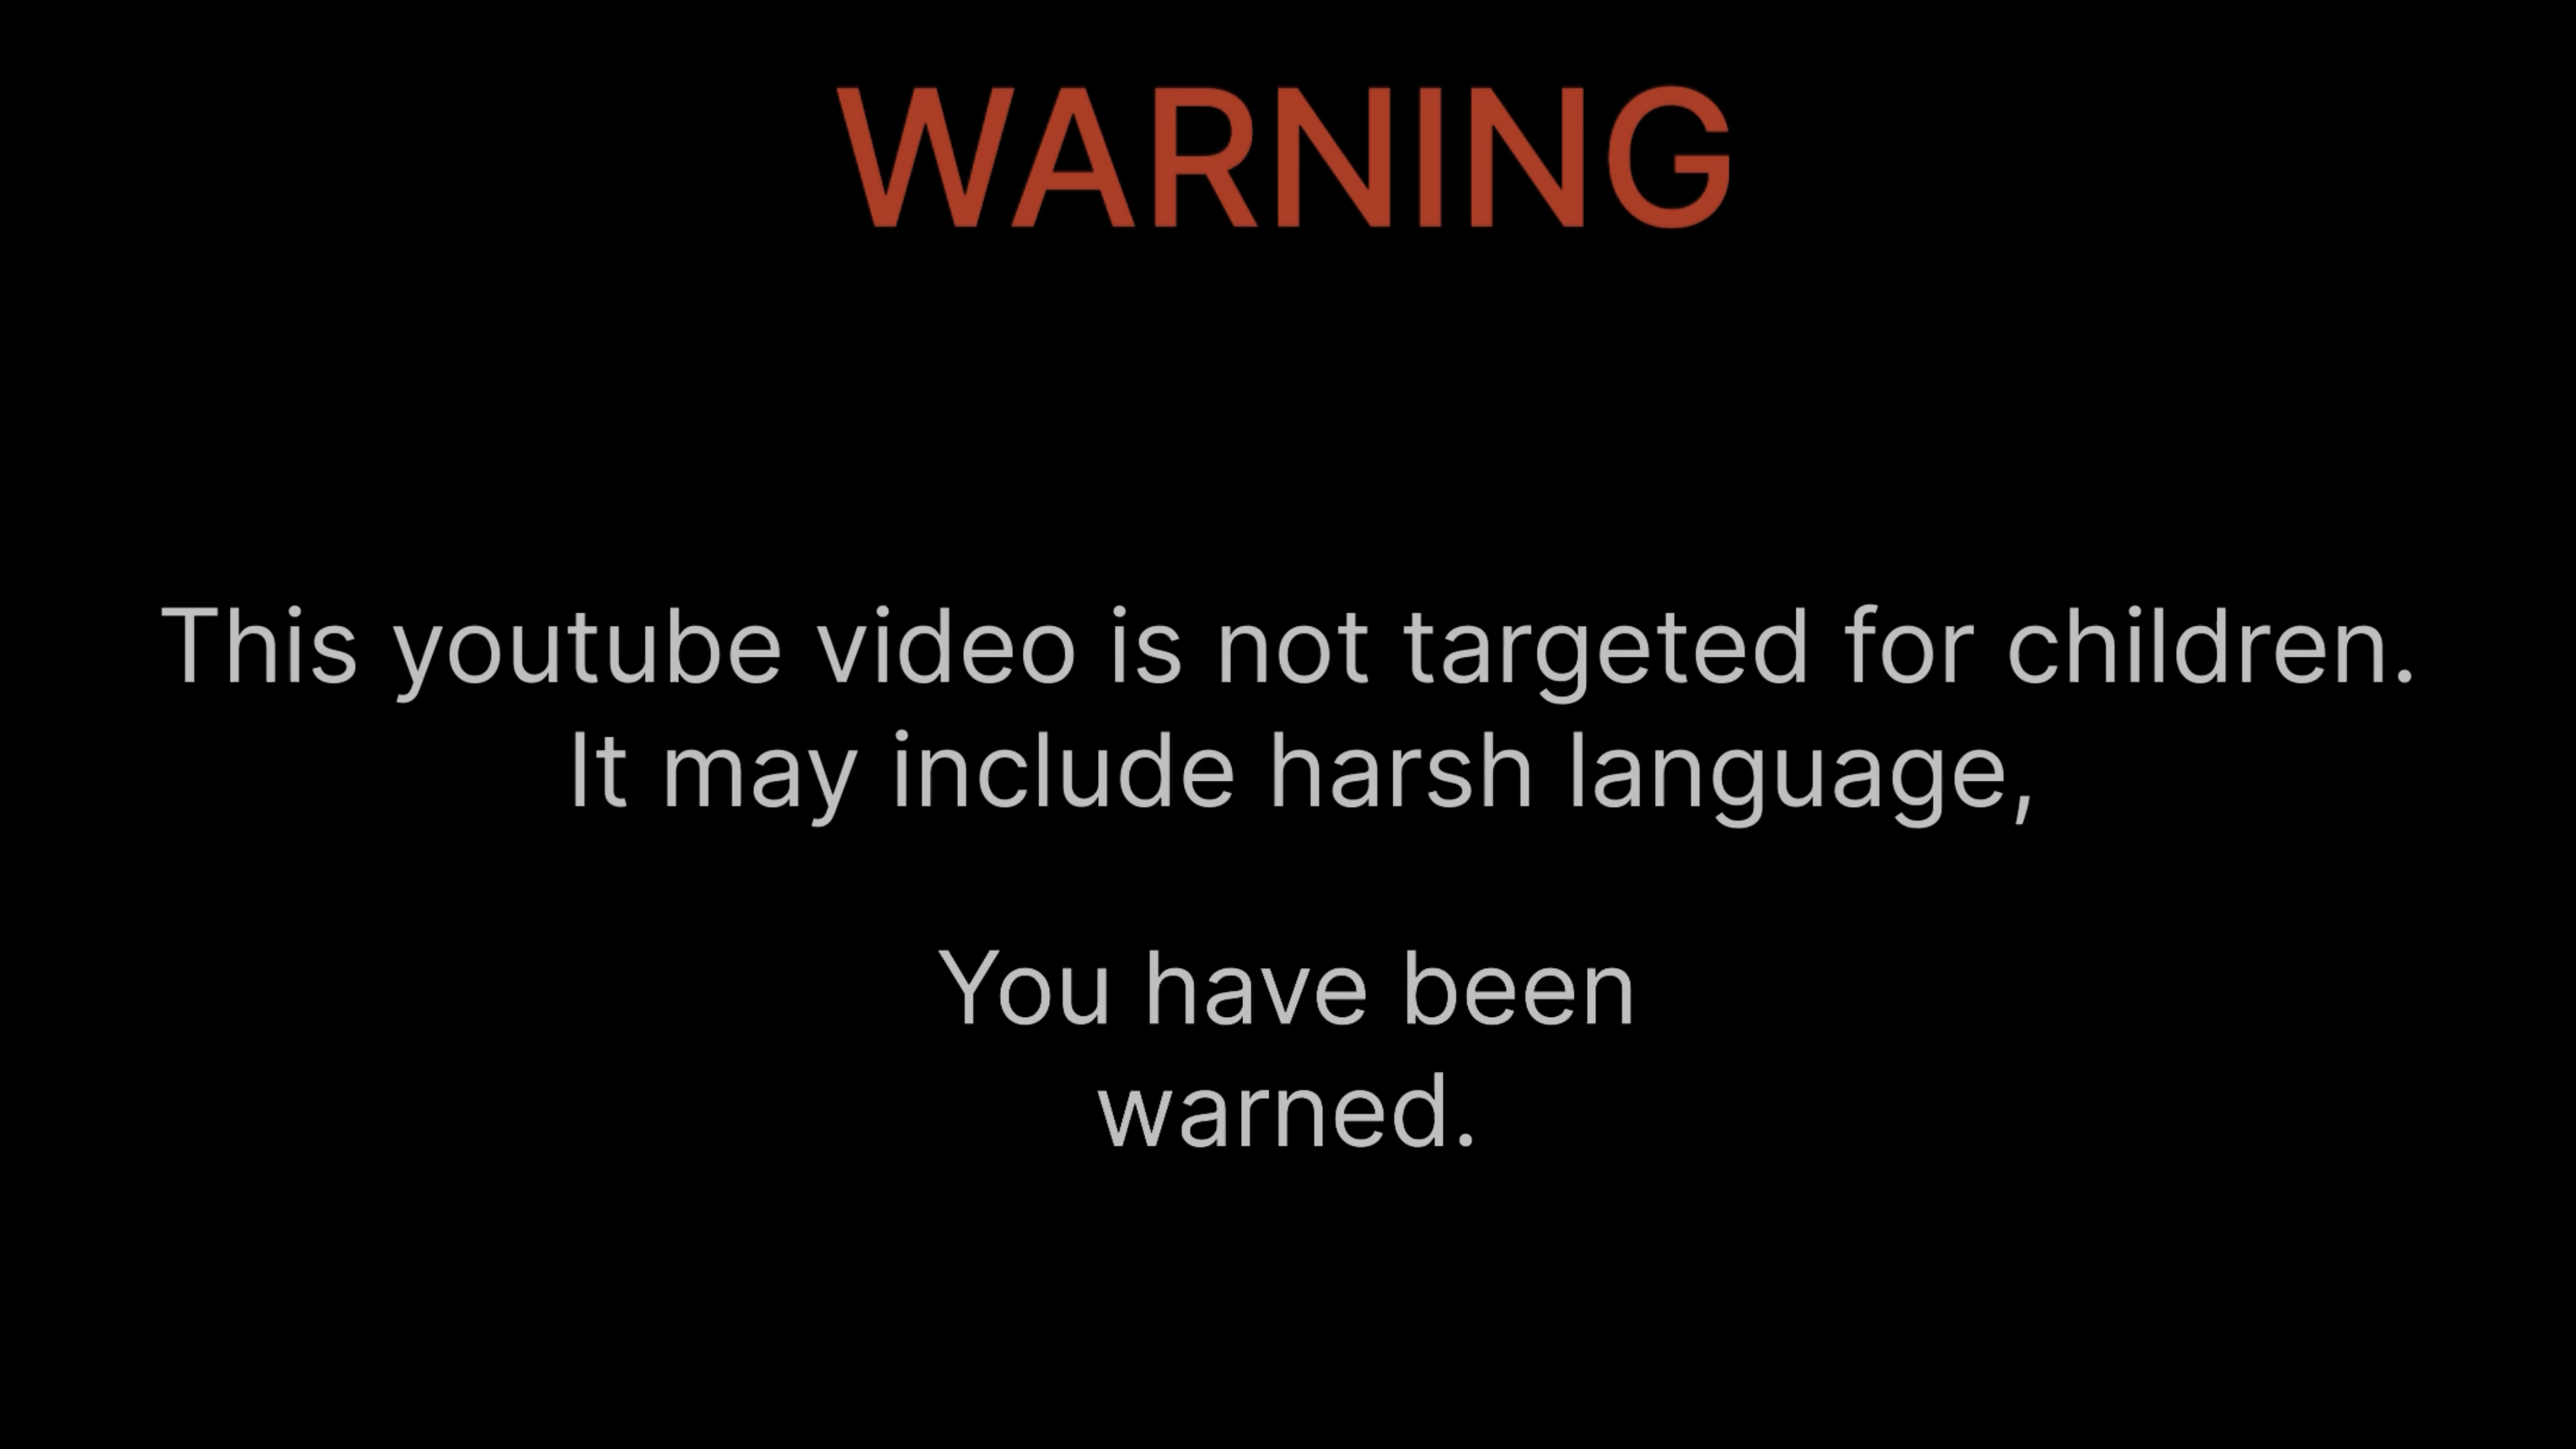 WARNING
This youtube video is not targeted for children.
It may include harsh language,
You have been
warned.